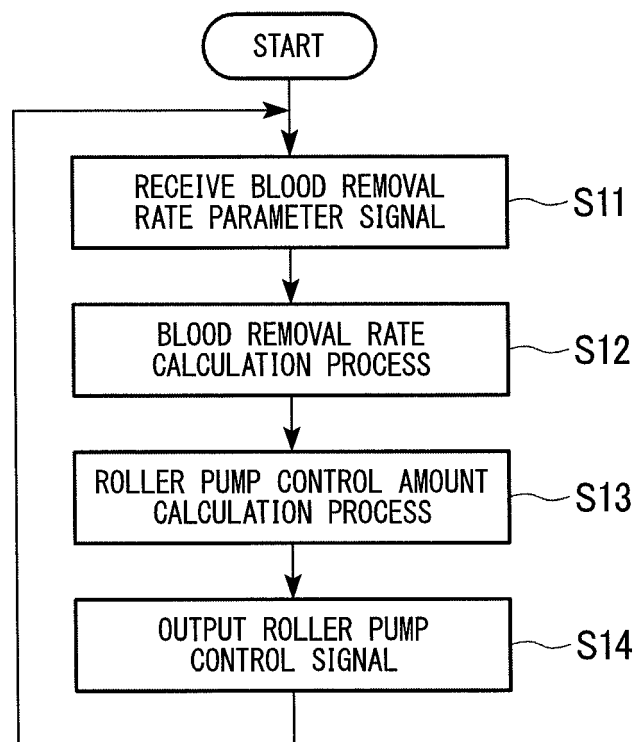 START
RECEIVE BLOOD REMOVAL
RATE PARAMETER SIGNAL
S11
BLOOD REMOVAL RATE
CALCULATION PROCESS
S12
ROLLER PUMP CONTROL AMOUNT
CALCULATION PROCESS
S13
OUTPUT ROLLER PUMP
CONTROL SIGNAL
S14